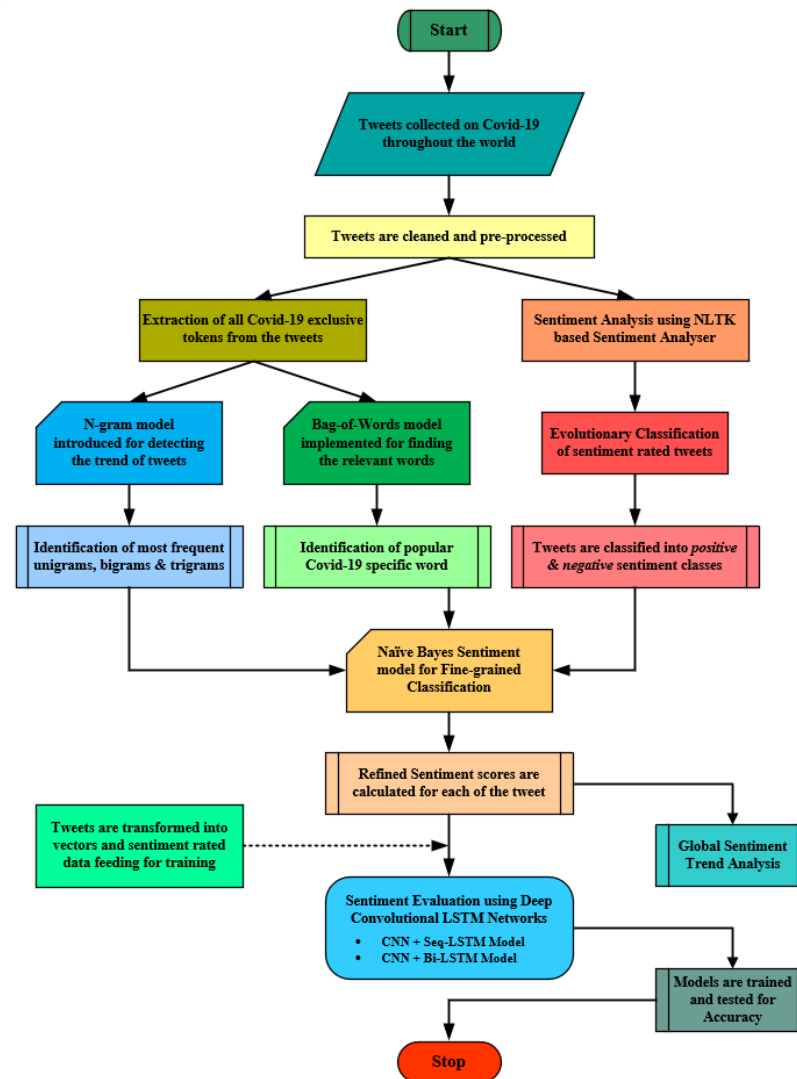 Start
Tweets collected on Covid-19
throughout the world
Tweets are cleaned and pre-processed
Extraction of all Covid-19 exclusive
tokens from the tweets
Sentiment Analysis using NLTK
based Sentiment Analyser
N-gram model
introduced for detecting
the trend of tweets
Bag-of-Words model
implemented for finding
the relevant words
Evolutionary Classification
of sentiment rated tweets
Identification of most frequent
unigrams, bigrams & trigrams
Identification of popular
Covid-19 specific word
Tweets are classified into positive
& negative sentiment classes
Naïve Bayes Sentiment
model for Fine-grained
Classification
Refined Sentiment scores are
calculated for each of the tweet
Tweets are transformed into
vectors and sentiment rated
data feeding for training
Global Sentiment
Trend Analysis
Sentiment Evaluation using Deep
Convolutional LSTM Networks
• CNN + Seq-LSTM Model
• CNN + Bi-LSTM Model
Models are trained
and tested for
Accuracy
Stop